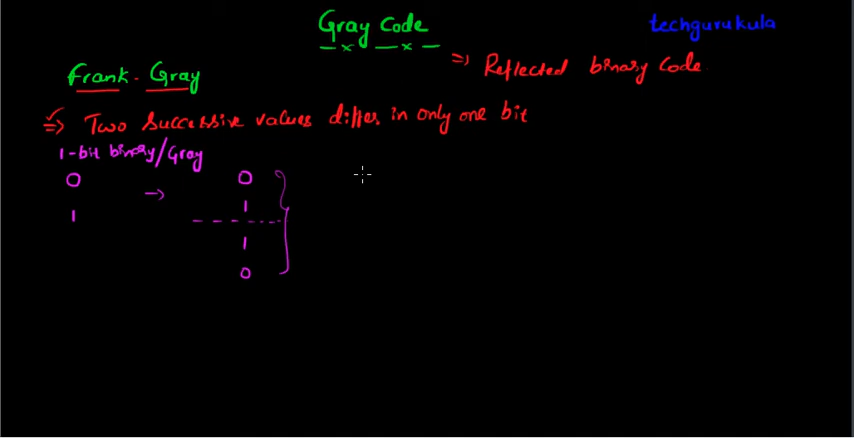 Gray Code
techgurukula
=> Reflected binary code
Frank - Gray
=> Two successive values differ in only one bit
1-bit binary/Gray
0 → 0
1 1
1
0